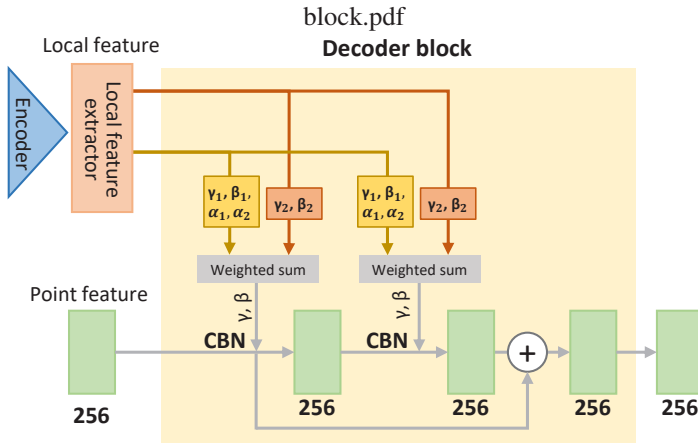 block.pdf
Local feature
Decoder block
Encoder
Local feature
extractor
γ₁, β₁,
α₁, α₂
γ₂, β₂
γ₁, β₁,
α₁, α₂
γ₂, β₂
Weighted sum
Weighted sum
Point feature
γ, β
γ, β
CBN
CBN
+
256
256
256
256
256